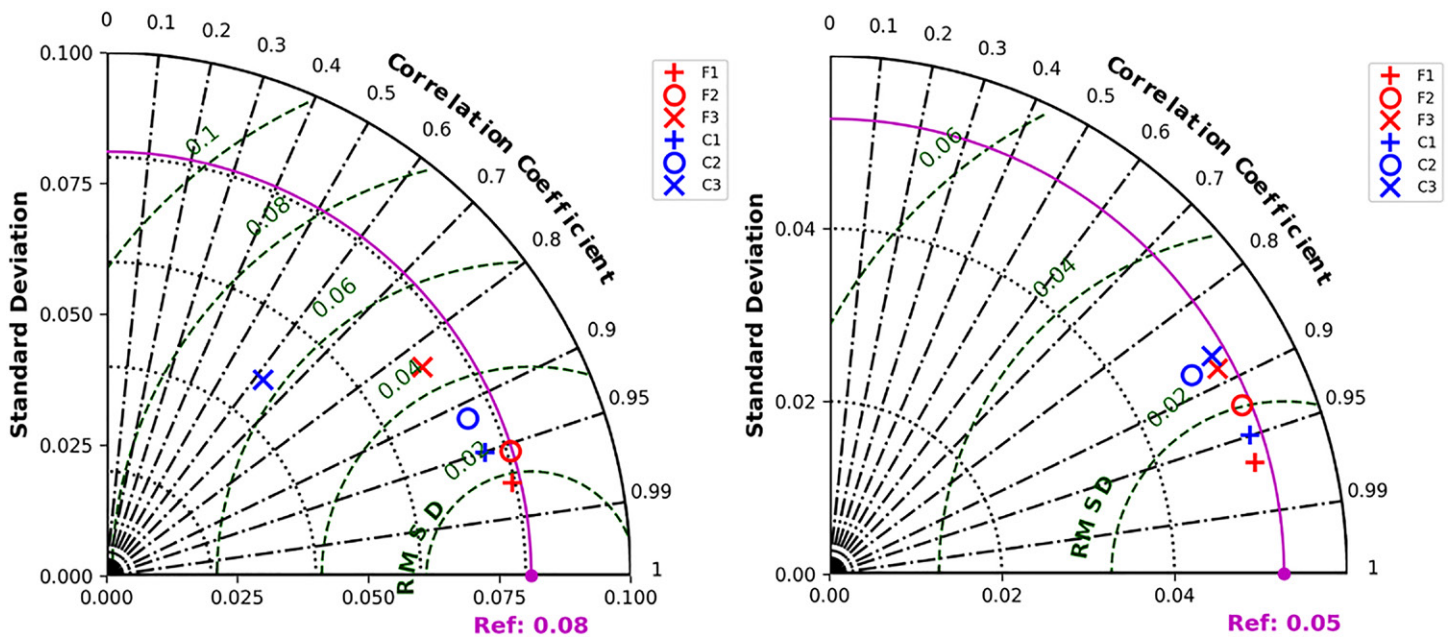 0
0.1
0.2
0.3
0.4
0.5
0.6
0.7
0.8
0.9
0.95
0.99
1
Correlation Coefficient
Standard Deviation
0.100
0.075
0.050
0.025
0.000
0.000
0.025
0.050
0.075
0.100
0.1
0.08
0.06
0.04
0.02
RMSD
Ref: 0.08
F1
F2
F3
C1
C2
C3
0
0.1
0.2
0.3
0.4
0.5
0.6
0.7
0.8
0.9
0.95
0.99
1
Correlation Coefficient
Standard Deviation
0.04
0.02
0.00
0.00
0.02
0.04
0.06
0.04
0.02
RMSD
Ref: 0.05
F1
F2
F3
C1
C2
C3